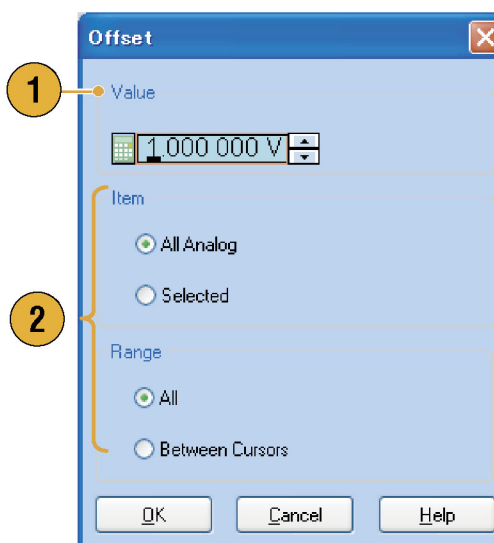 Offset
1
Value
1.000 000 V
Item
All Analog
Selected
2
Range
All
Between Cursors
OK Cancel Help